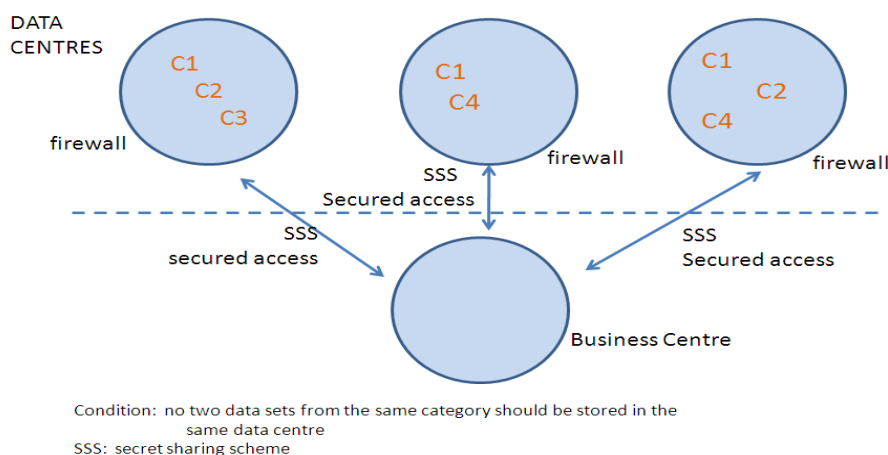 DATA
CENTRES
C1
C2
C3
firewall
C1
C4
firewall
C1
C2
C4
firewall
SSS
Secured access
SSS
secured access
SSS
Secured access
Business Centre
Condition: no two data sets from the same category should be stored in the
same data centre
SSS: secret sharing scheme